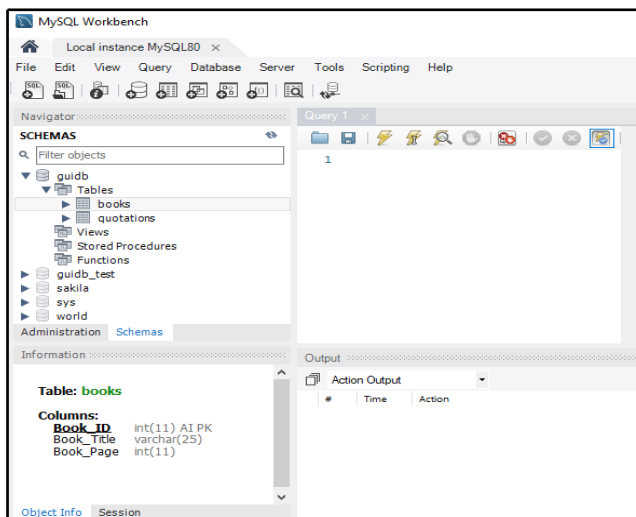 MySQL Workbench
Local instance MySQL80 ×
File Edit View Query Database Server Tools Scripting Help
Navigator
SCHEMAS
Filter objects
guidb
Tables
books
quotations
Views
Stored Procedures
Functions
guidb_test
sakila
sys
world
Administration Schemas
Information
Table: books
Columns:
Book_ID int(11) AI PK
Book_Title varchar(25)
Book_Page int(11)
Object Info Session
Query 1 ×
1
Output
Action Output
# Time Action